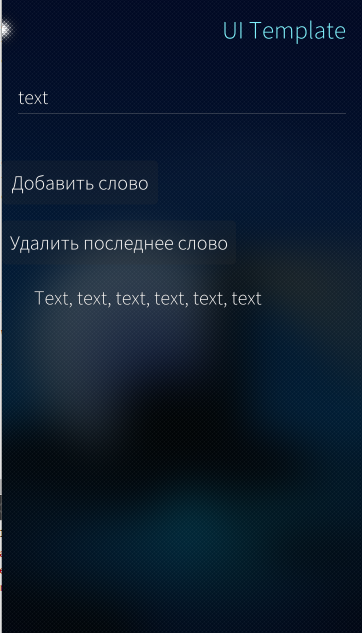 UI Template
text
Добавить слово
Удалить последнее слово
Text, text, text, text, text, text